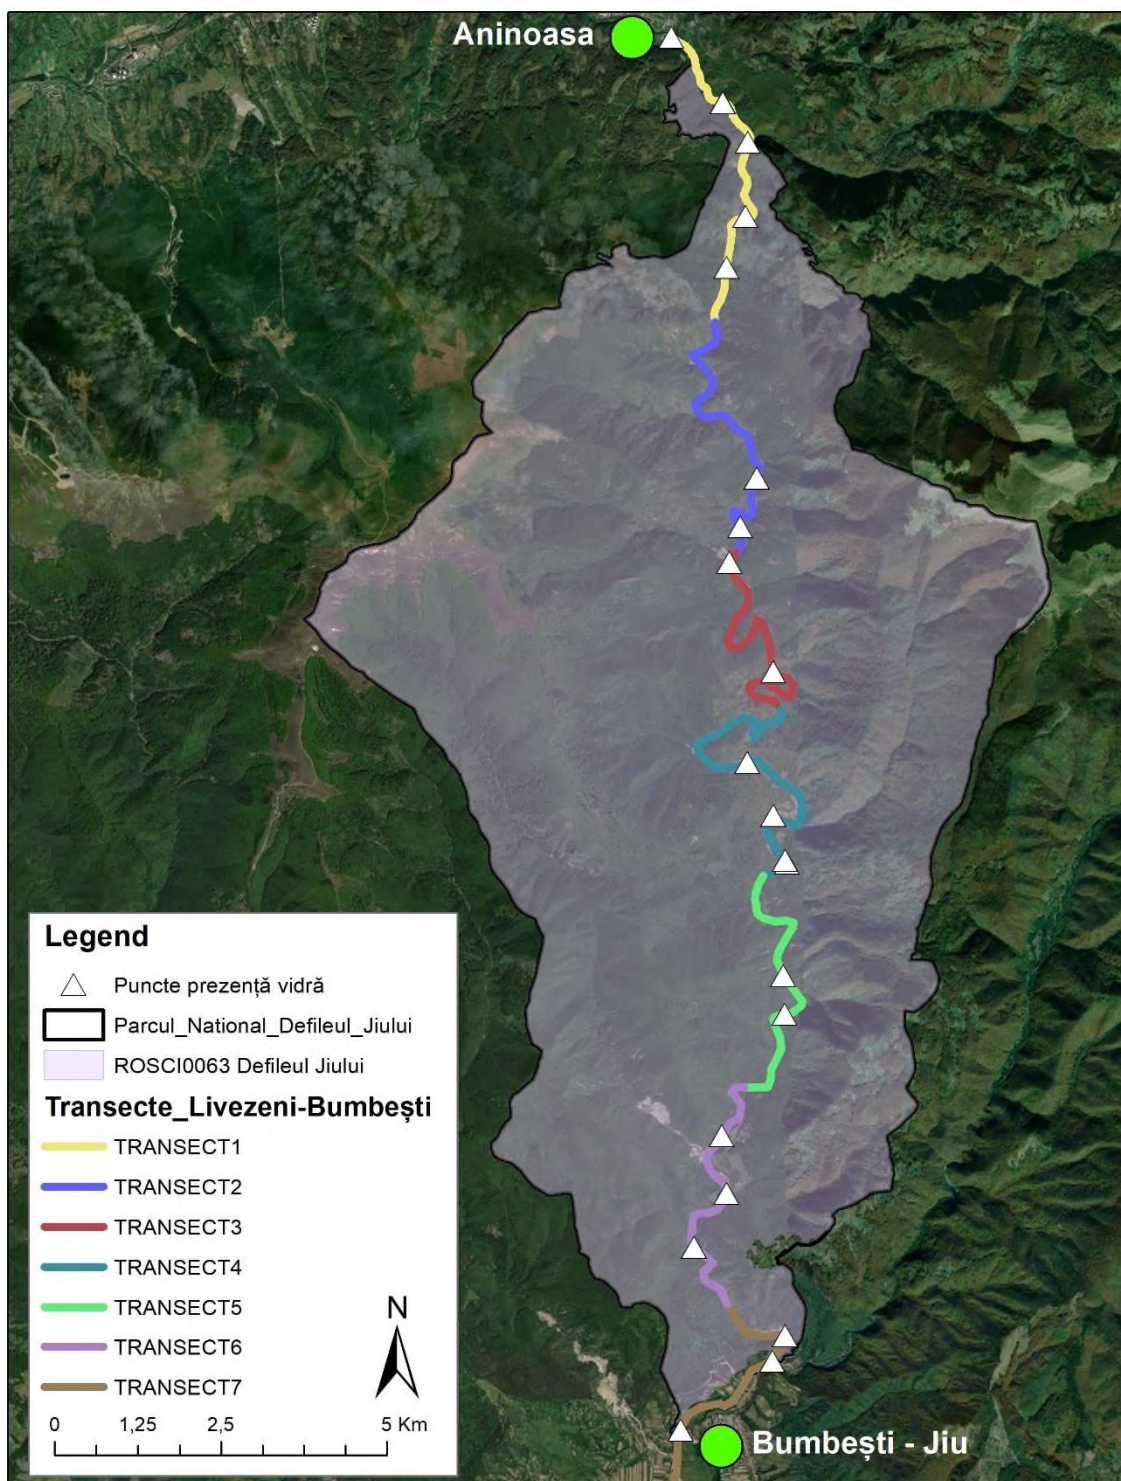 Aninoasa
Legend
Puncte prezență vidră
Parcul_National_Defileul_Jiului
ROSCI0063 Defileul Jiului
Transecte_Livezeni-Bumbești
TRANSECT1
TRANSECT2
TRANSECT3
TRANSECT4
TRANSECT5
TRANSECT6
TRANSECT7
N
0 1,25 2,5 5 Km
Bumbești - Jiu